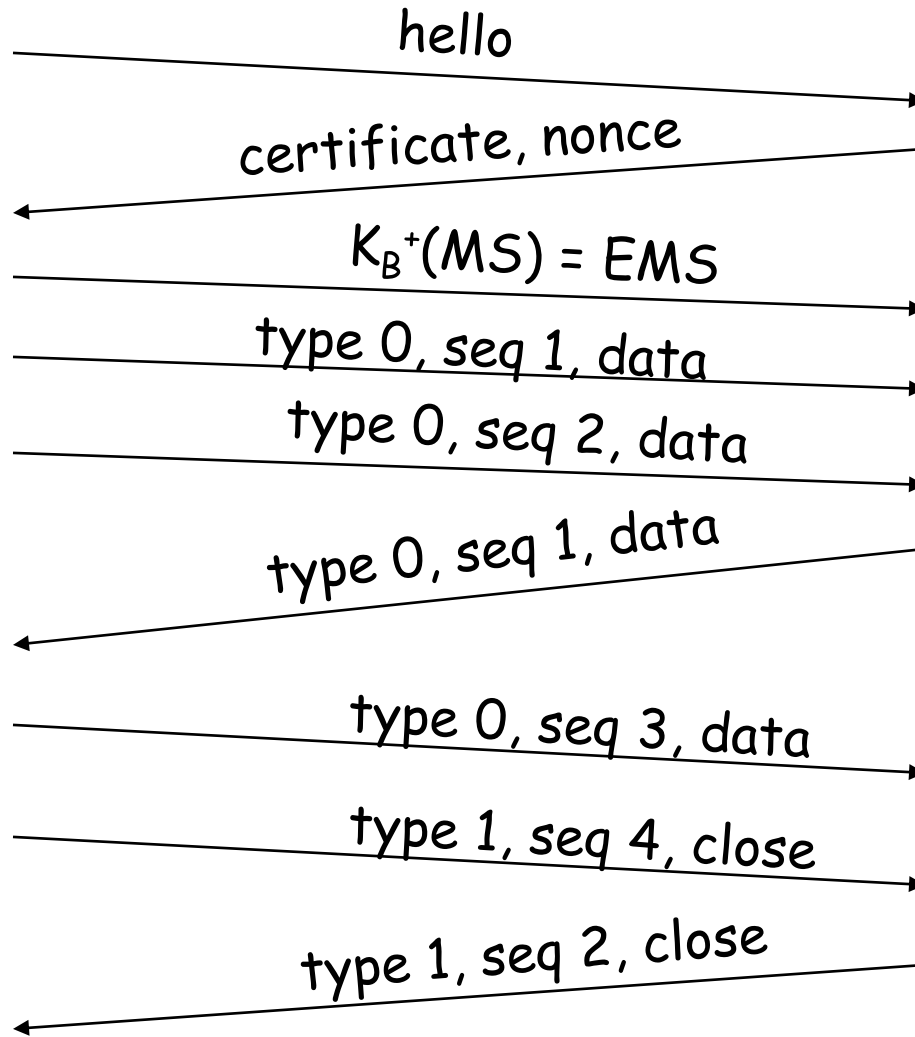 hello
certificate, nonce
K_B⁺(MS) = EMS
type 0, seq 1, data
type 0, seq 2, data
type 0, seq 1, data
type 0, seq 3, data
type 1, seq 4, close
type 1, seq 2, close